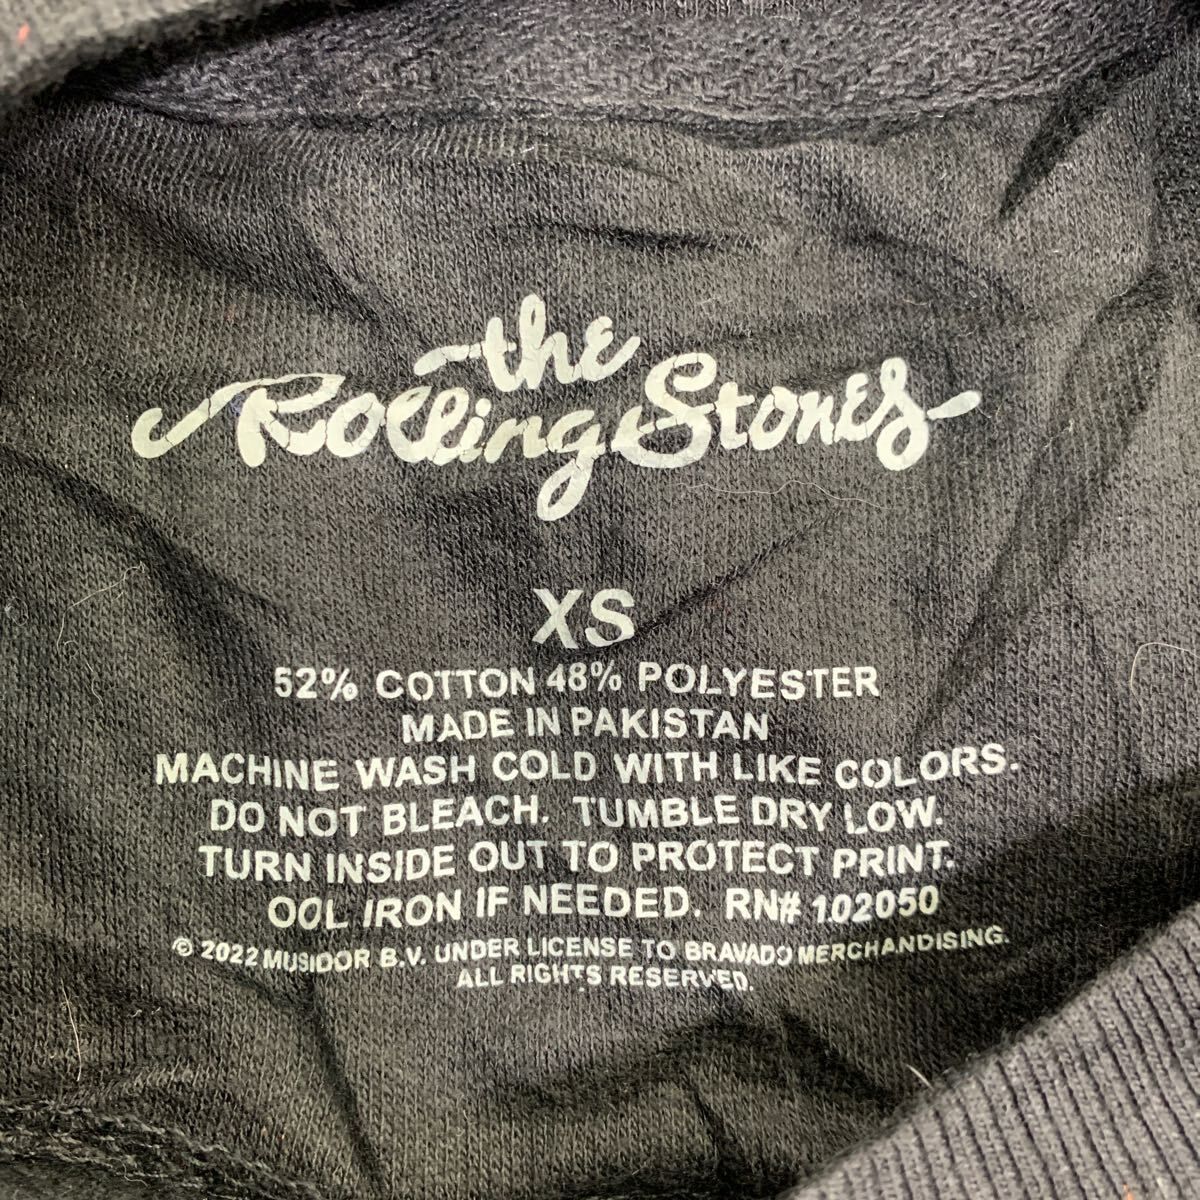 the
Rolling Stones
XS
52% COTTON 48% POLYESTER
MADE IN PAKISTAN
MACHINE WASH COLD WITH LIKE COLORS.
DO NOT BLEACH. TUMBLE DRY LOW.
TURN INSIDE OUT TO PROTECT PRINT.
OOL IRON IF NEEDED. RN# 102050
© 2022 MUSIDOR B.V. UNDER LICENSE TO BRAVADO MERCHANDISING.
ALL RIGHTS RESERVED.